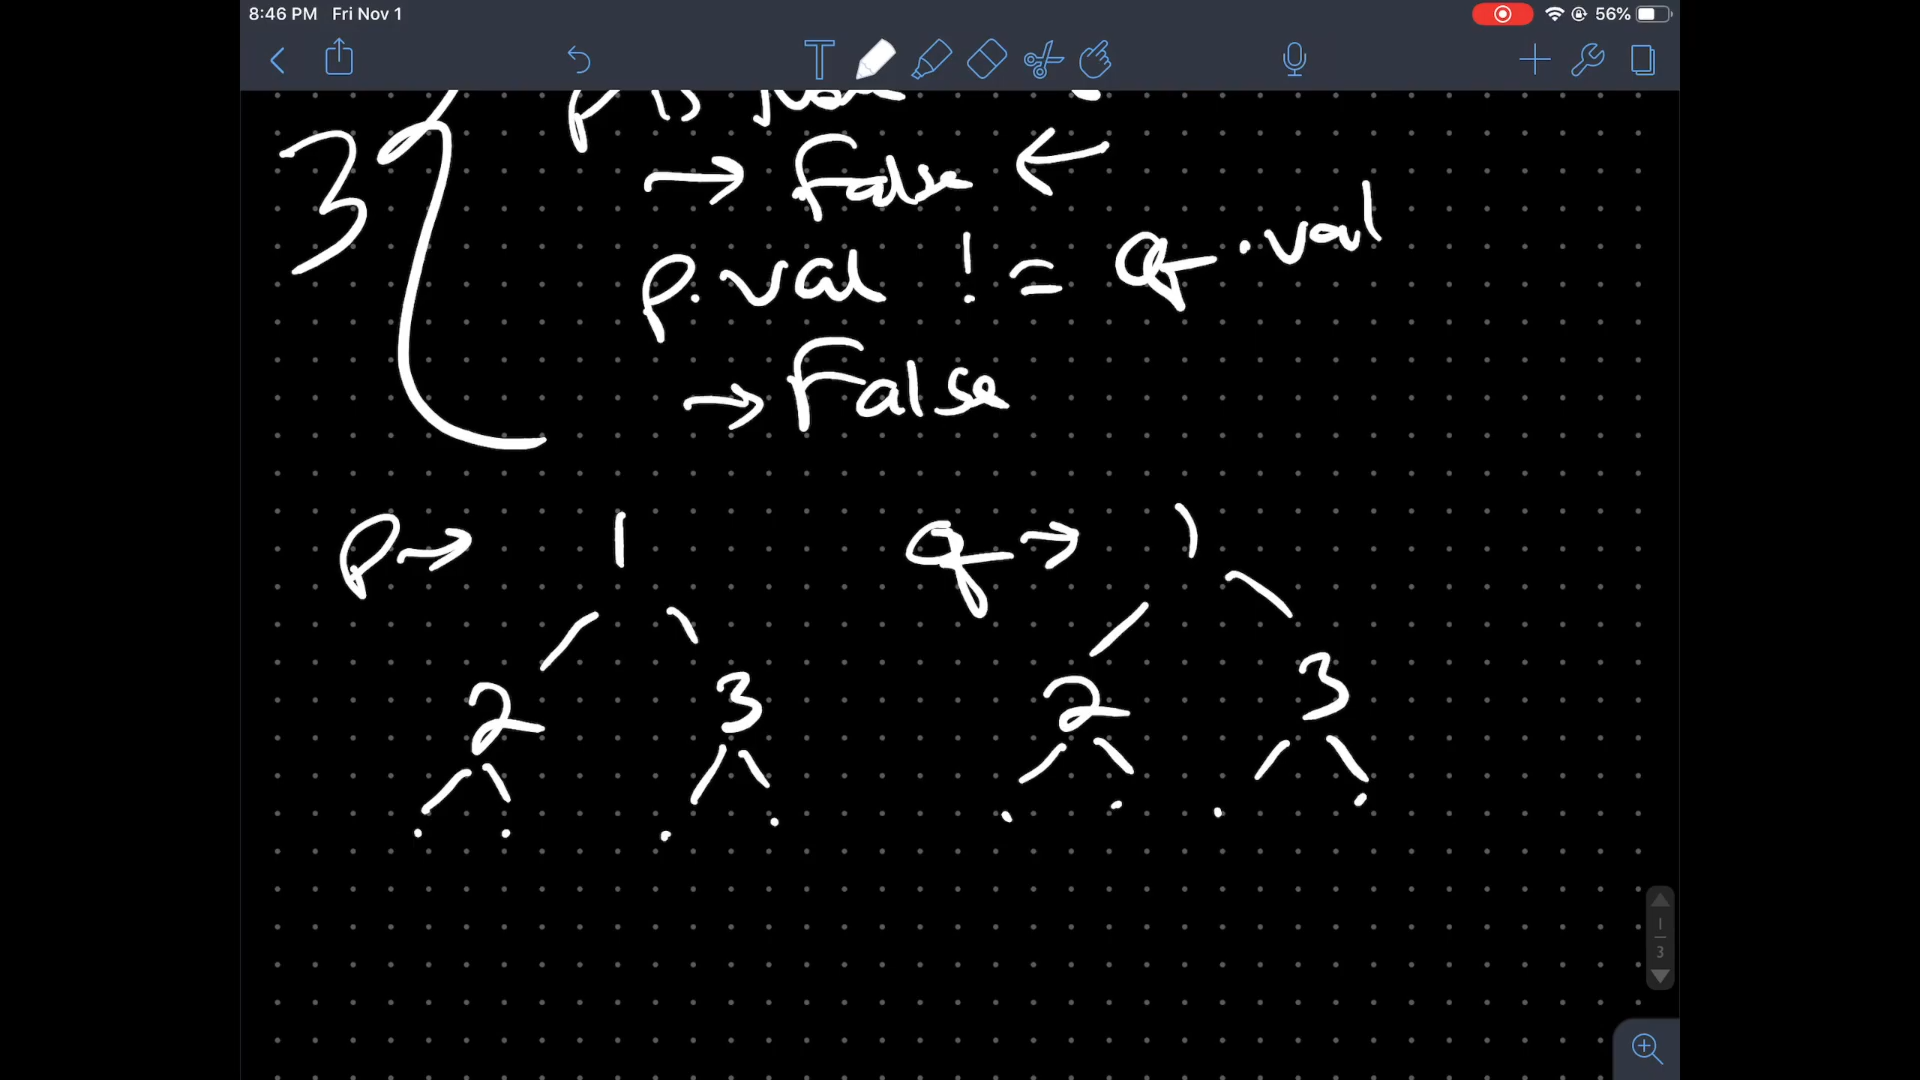 8:46 PM Fri Nov 1
56%
T
p is
3
→ False ←
p.val != q.val
→ False
p → 1 q → 1
2 3 2 3
1
3